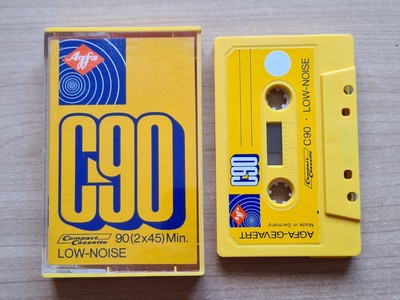 Agfa
C90
Compact
Cassette
90(2x45)Min.
LOW-NOISE
C90
Agfa
Compact
Cassette
C90 · LOW-NOISE
AGFA-GEVAERT
Made in Germany